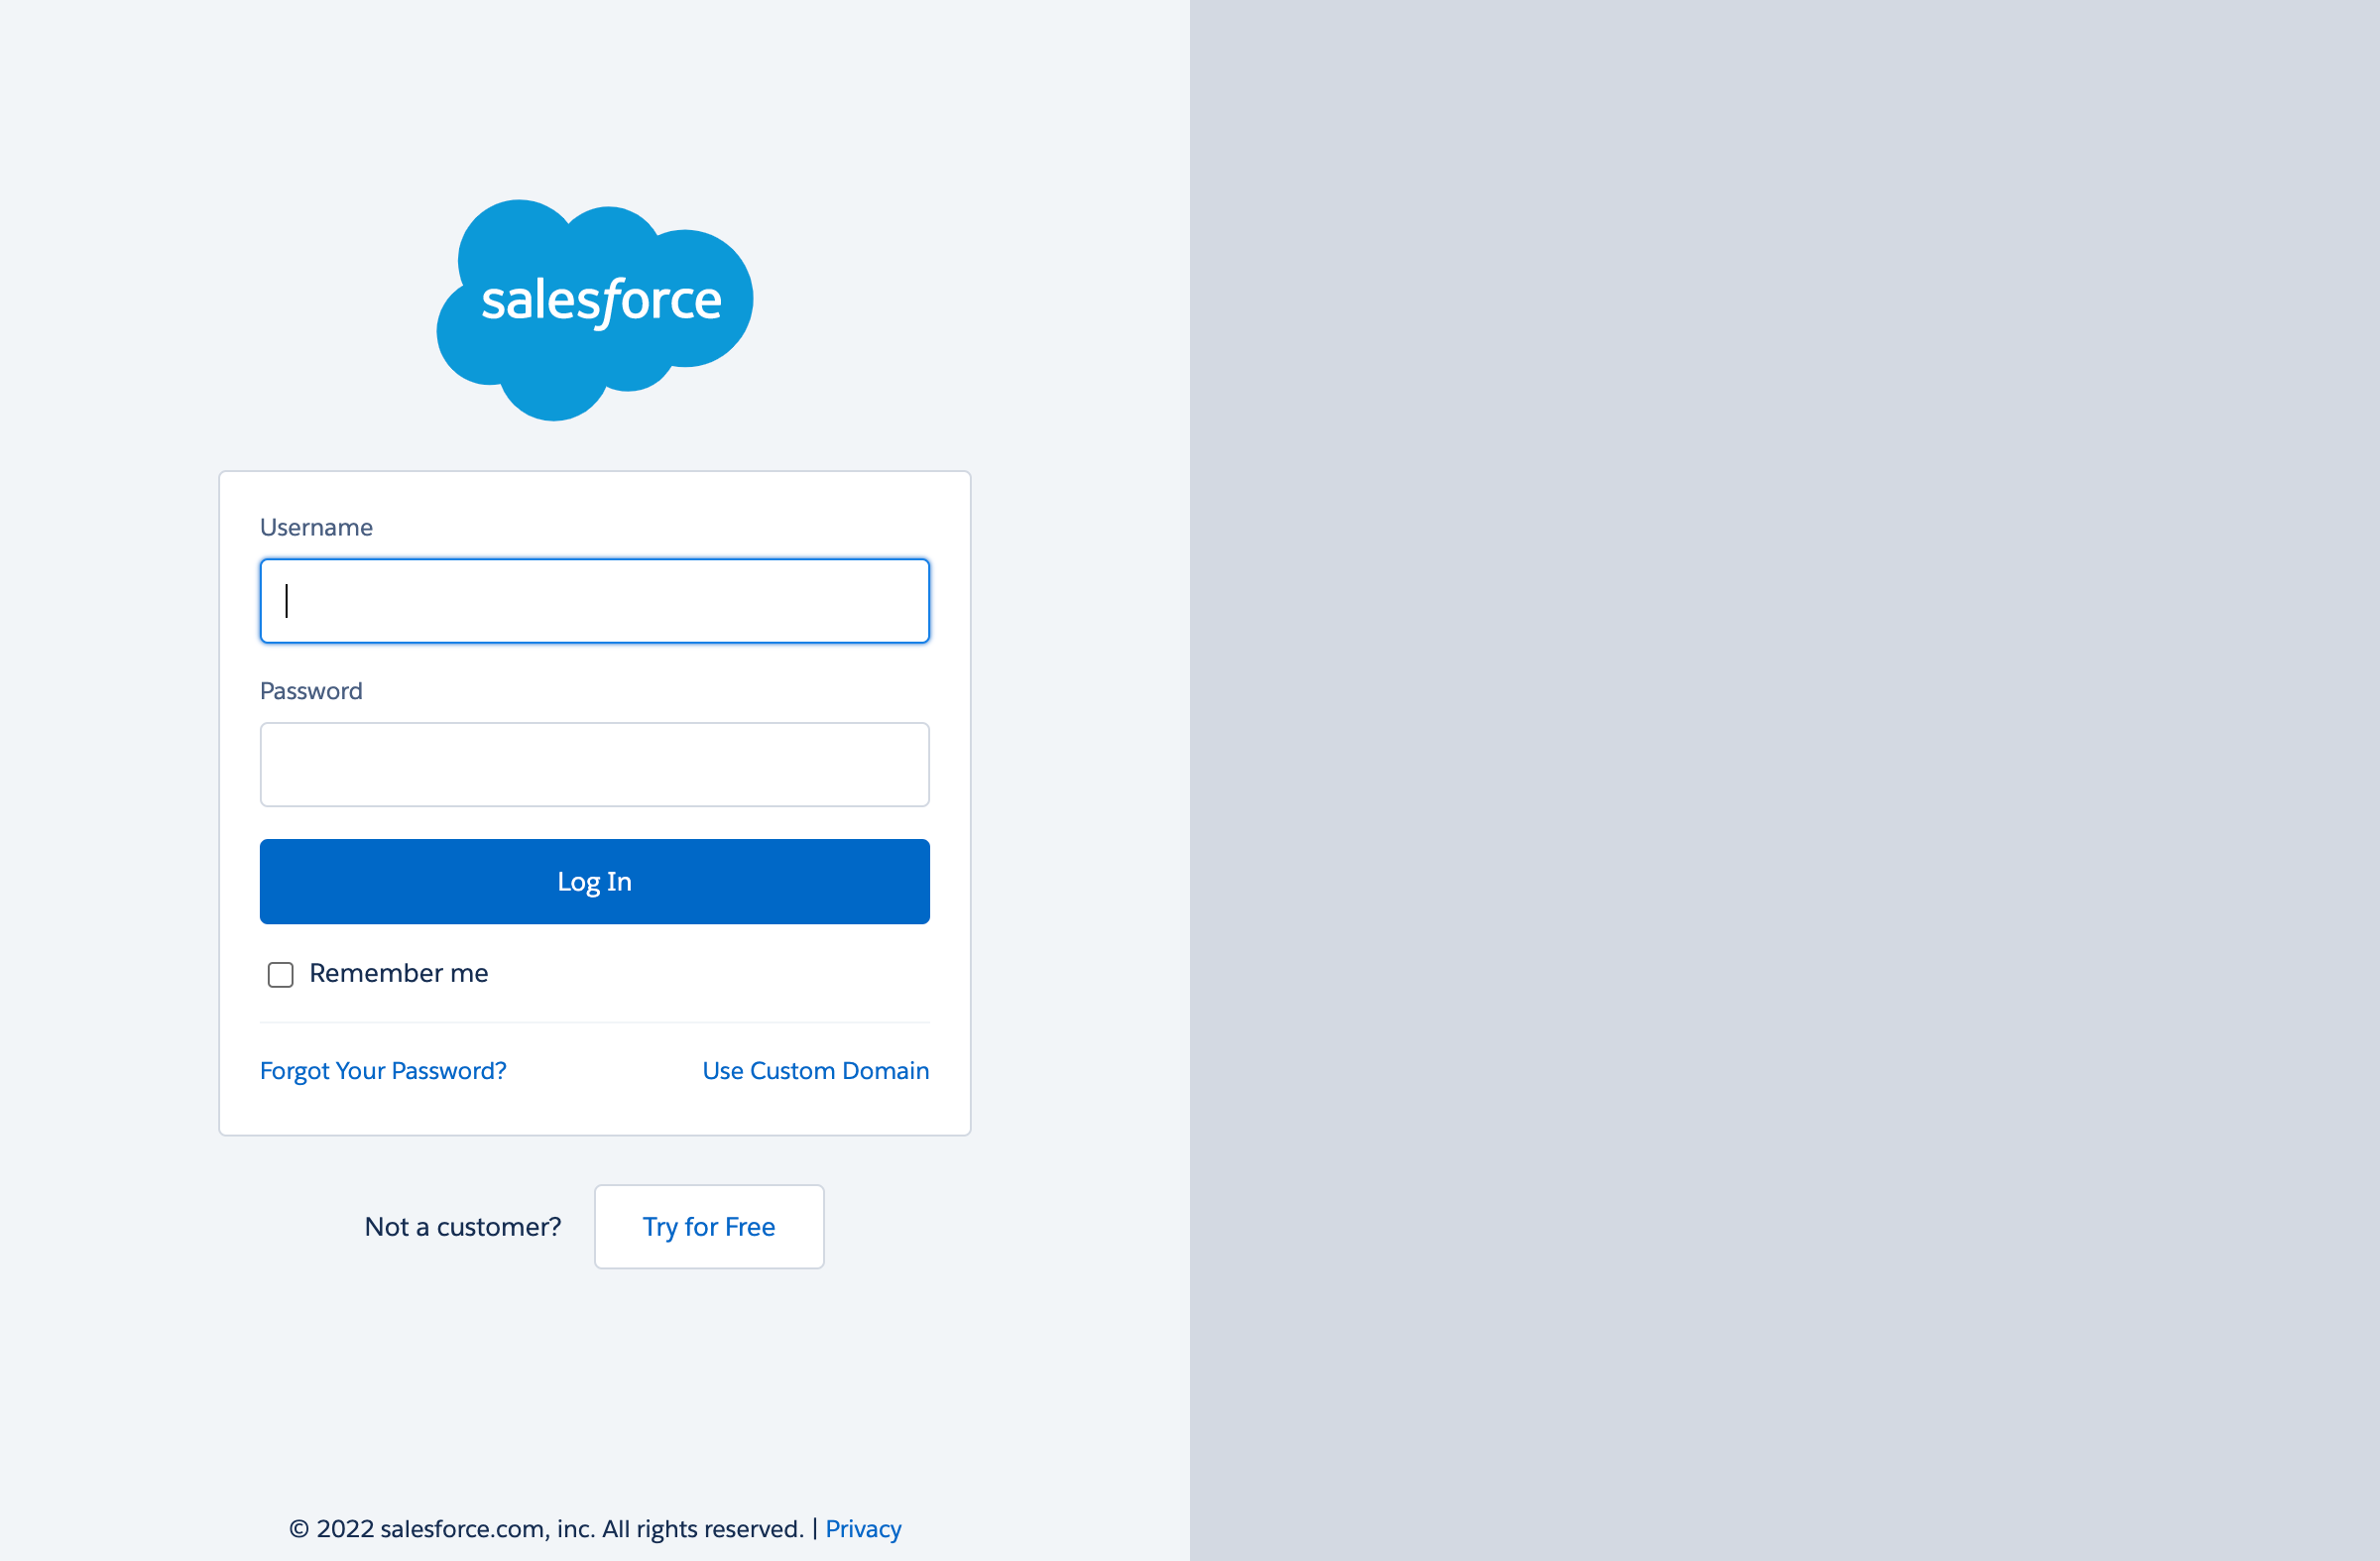 salesforce
Username
Password
Log In
Remember me
Forgot Your Password?
Use Custom Domain
Not a customer?
Try for Free
© 2022 salesforce.com, inc. All rights reserved. | Privacy